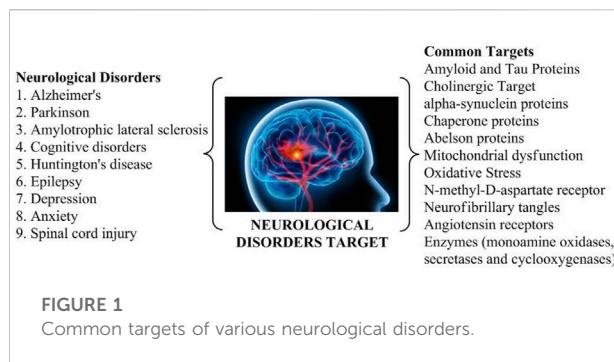 Neurological Disorders
1. Alzheimer's
2. Parkinson
3. Amylotrophic lateral sclerosis
4. Cognitive disorders
5. Huntington's disease
6. Epilepsy
7. Depression
8. Anxiety
9. Spinal cord injury
NEUROLOGICAL
DISORDERS TARGET
Common Targets
Amyloid and Tau Proteins
Cholinergic Target
alpha-synuclein proteins
Chaperone proteins
Abelson proteins
Mitochondrial dysfunction
Oxidative Stress
N-methyl-D-aspartate receptor
Neurofibrillary tangles
Angiotensin receptors
Enzymes (monoamine oxidases,
secretases and cyclooxygenases)
FIGURE 1
Common targets of various neurological disorders.